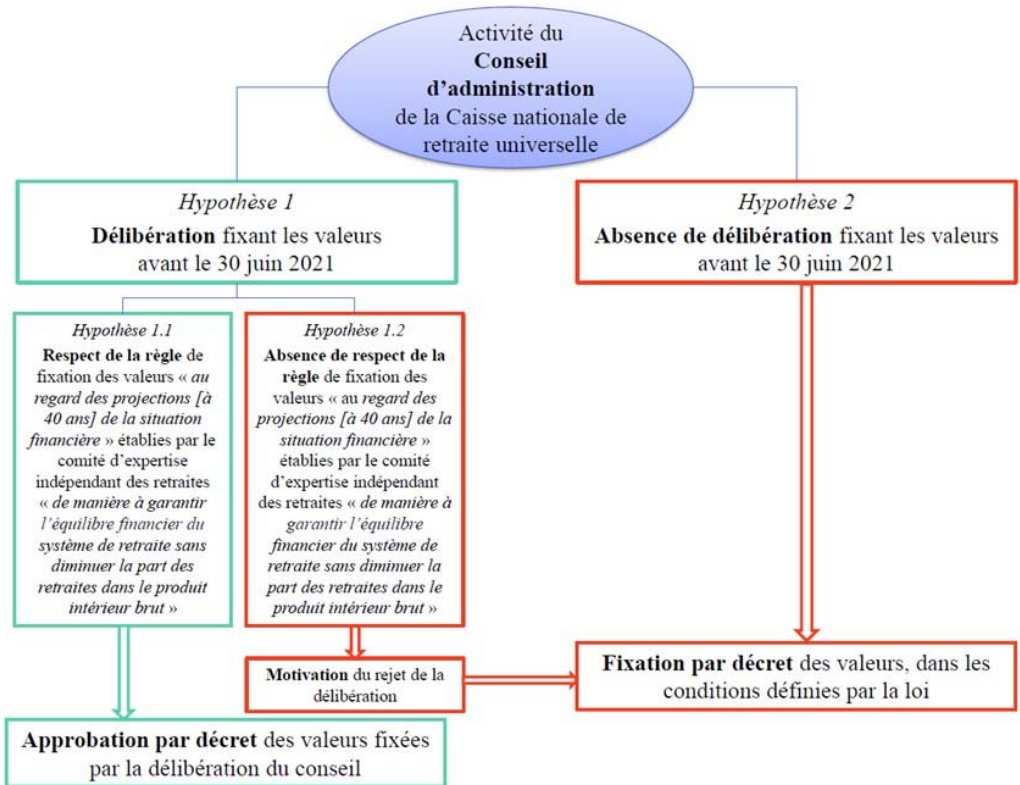 Activité du
Conseil
d'administration
de la Caisse nationale de
retraite universelle
Hypothèse 1
Délibération fixant les valeurs
avant le 30 juin 2021
Hypothèse 2
Absence de délibération fixant les valeurs
avant le 30 juin 2021
Hypothèse 1.1
Respect de la règle de
fixation des valeurs « au
regard des projections [à
40 ans] de la situation
financière » établies par le
comité d'expertise
indépendant des retraites
« de manière à garantir
l'équilibre financier du
système de retraite sans
diminuer la part des
retraites dans le produit
intérieur brut »
Hypothèse 1.2
Absence de respect de la
règle de fixation des
valeurs « au regard des
projections [à 40 ans] de la
situation financière »
établies par le comité
d'expertise indépendant
des retraites « de manière à
garantir l'équilibre
financier du système de
retraite sans diminuer la
part des retraites dans le
produit intérieur brut »
Motivation du rejet de la
délibération
Fixation par décret des valeurs, dans les
conditions définies par la loi
Approbation par décret des valeurs fixées
par la délibération du conseil